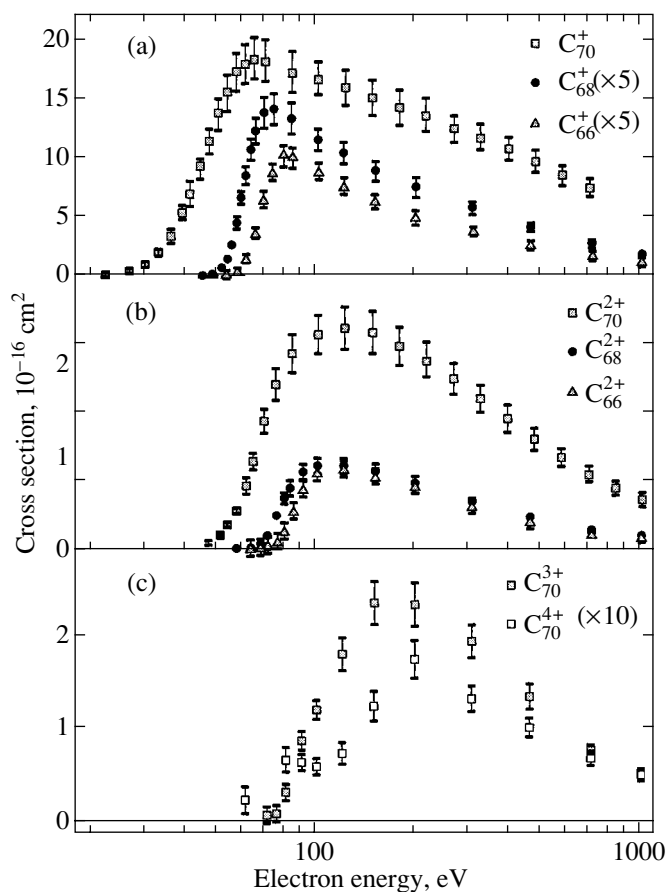 20
(a)
C₇₀⁺
C₆₈⁺(×5)
C₆₆⁺(×5)
15
10
5
0
(b)
C₇₀²⁺
C₆₈²⁺
C₆₆²⁺
2
1
0
Cross section, 10⁻¹⁶ cm²
(c)
C₇₀³⁺
C₇₀⁴⁺ (×10)
2
1
0
100
1000
Electron energy, eV